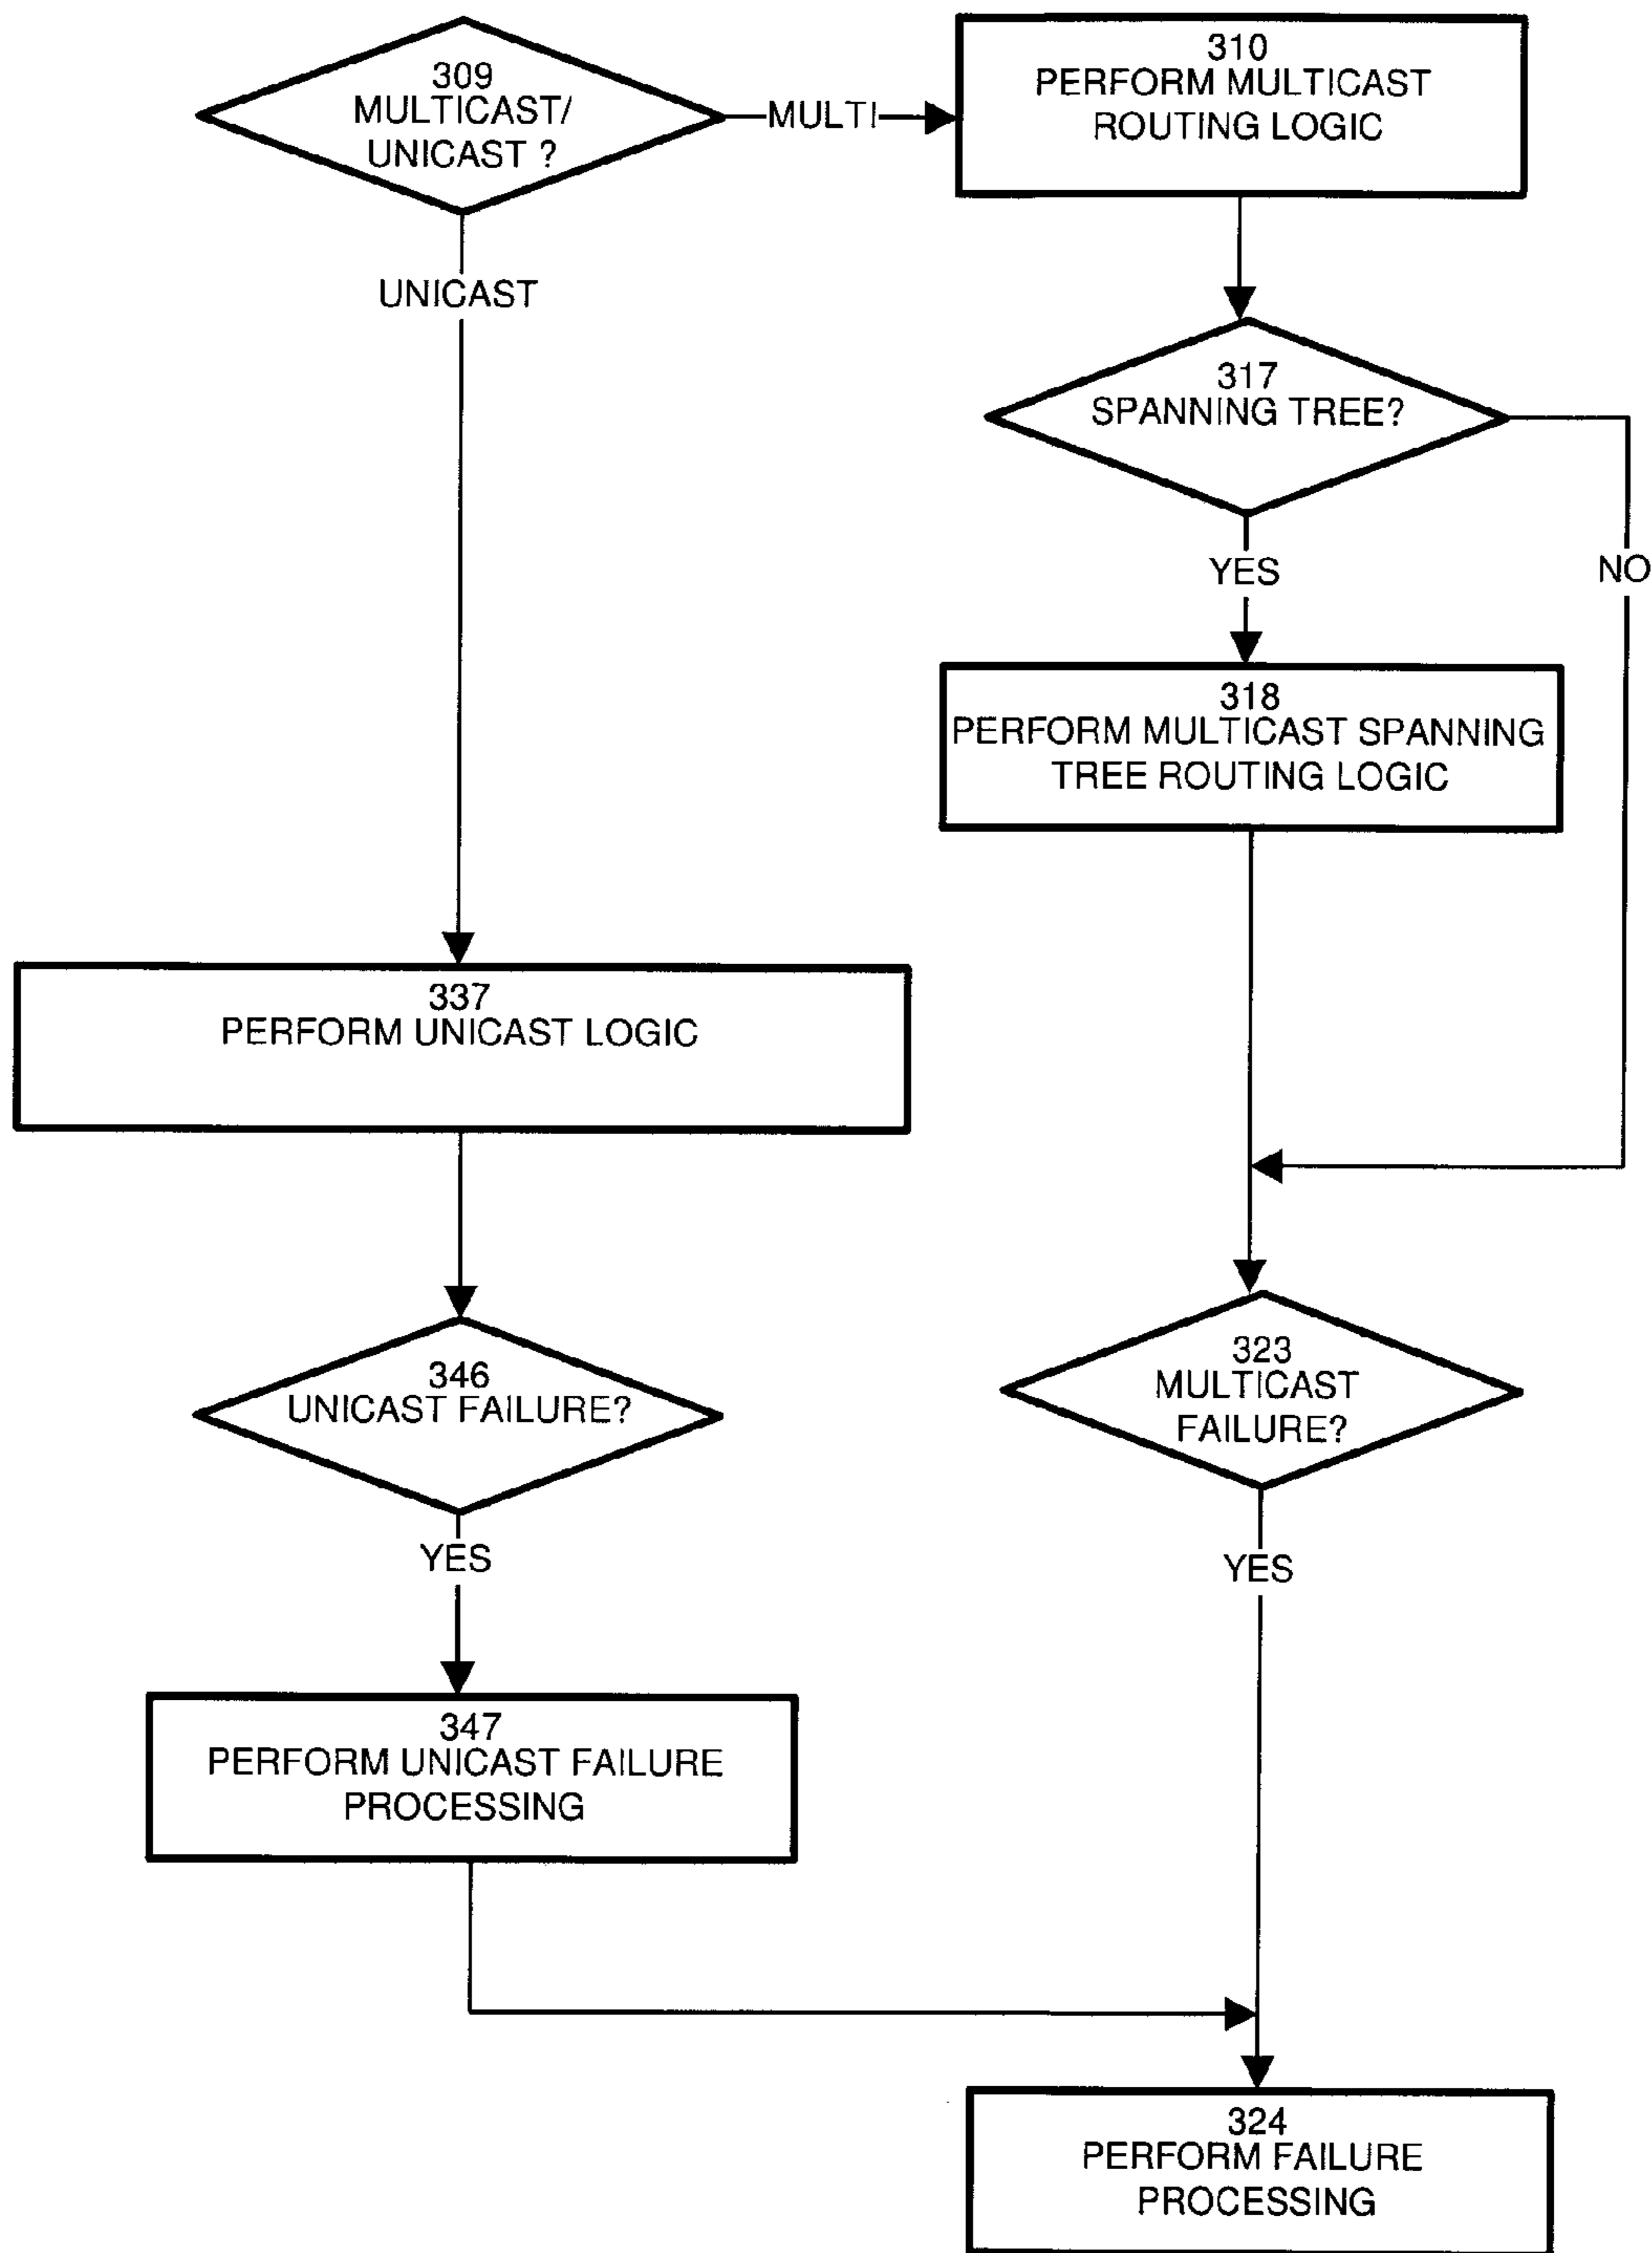 309
MULTICAST/
UNICAST ?
MULTI
310
PERFORM MULTICAST
ROUTING LOGIC
UNICAST
317
SPANNING TREE?
YES
NO
318
PERFORM MULTICAST SPANNING
TREE ROUTING LOGIC
337
PERFORM UNICAST LOGIC
346
UNICAST FAILURE?
323
MULTICAST
FAILURE?
YES
YES
347
PERFORM UNICAST FAILURE
PROCESSING
324
PERFORM FAILURE
PROCESSING